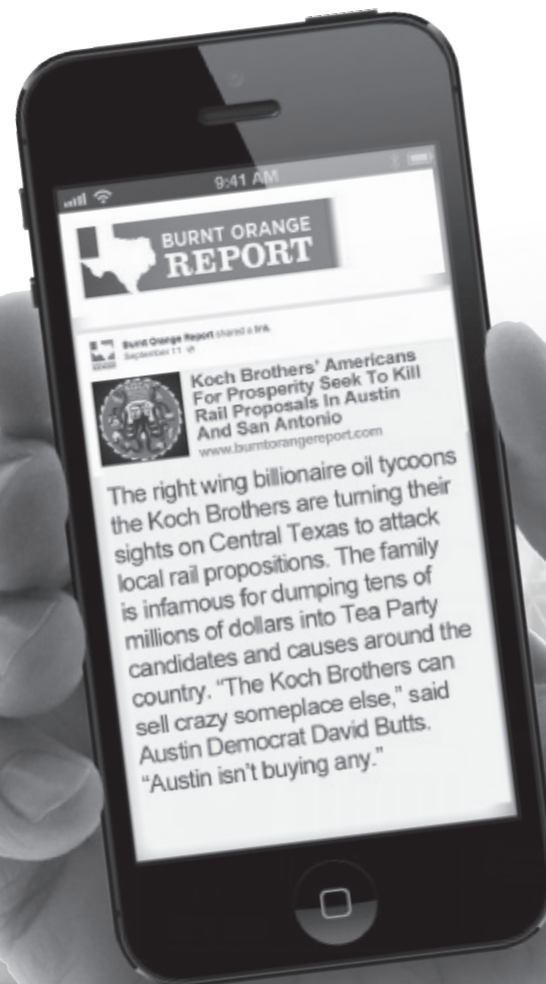 9:41 AM
BURNT ORANGE
REPORT
Burnt Orange Report shared a link.
September 11
Koch Brothers' Americans
For Prosperity Seek To Kill
Rail Proposals In Austin
And San Antonio
www.burntorangereport.com
The right wing billionaire oil tycoons
the Koch Brothers are turning their
sights on Central Texas to attack
local rail propositions. The family
is infamous for dumping tens of
millions of dollars into Tea Party
candidates and causes around the
country. “The Koch Brothers can
sell crazy someplace else,” said
Austin Democrat David Butts.
“Austin isn’t buying any.”